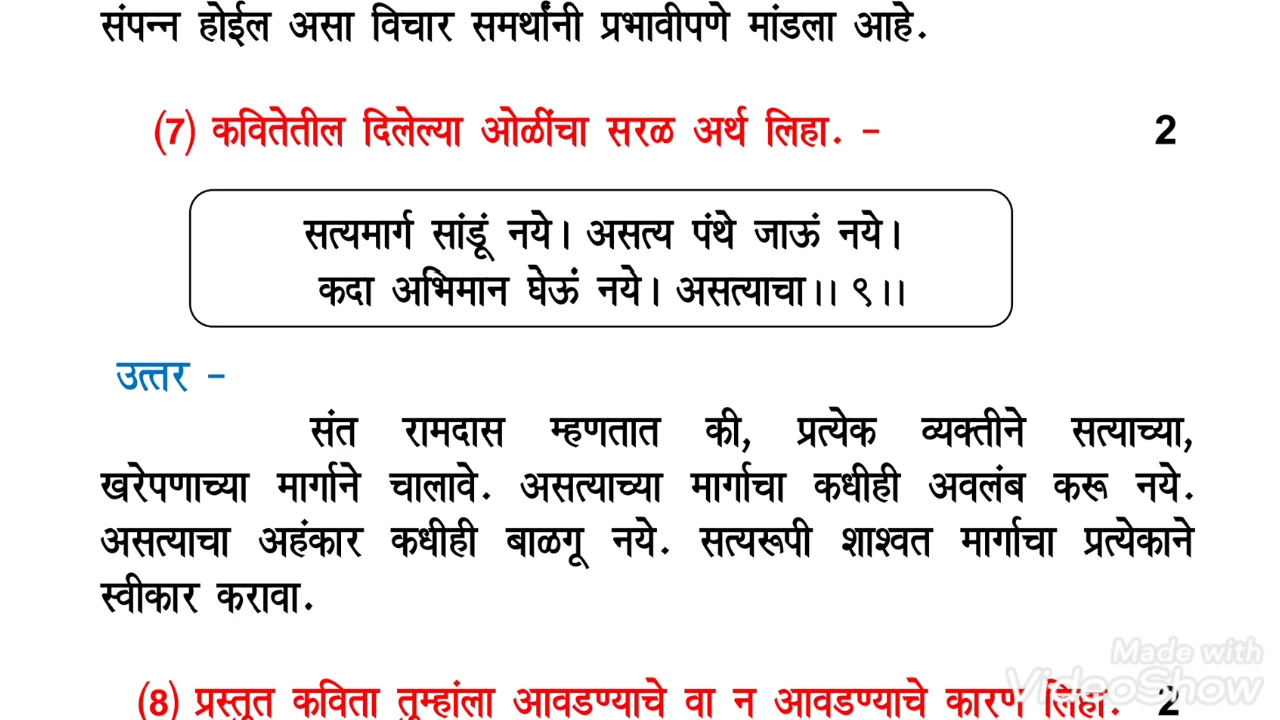 संपन्न होईल असा विचार समर्थांनी प्रभावीपणे मांडला आहे.
(7) कवितेतील दिलेल्या ओळींचा सरळ अर्थ लिहा. – 2
सत्यमार्ग सांडूं नये। असत्य पंथे जाऊं नये।
कदा अभिमान घेऊं नये। असत्याचा।। ९।।
उत्तर –
संत रामदास म्हणतात की, प्रत्येक व्यक्तीने सत्याच्या,
खरेपणाच्या मार्गाने चालावे. असत्याच्या मार्गाचा कधीही अवलंब करू नये.
असत्याचा अहंकार कधीही बाळगू नये. सत्यरूपी शाश्वत मार्गाचा प्रत्येकाने
स्वीकार करावा.
Made with
VideoShow
(8) प्रस्तुत कविता तुम्हांला आवडण्याचे वा न आवडण्याचे कारण लिहा. 2